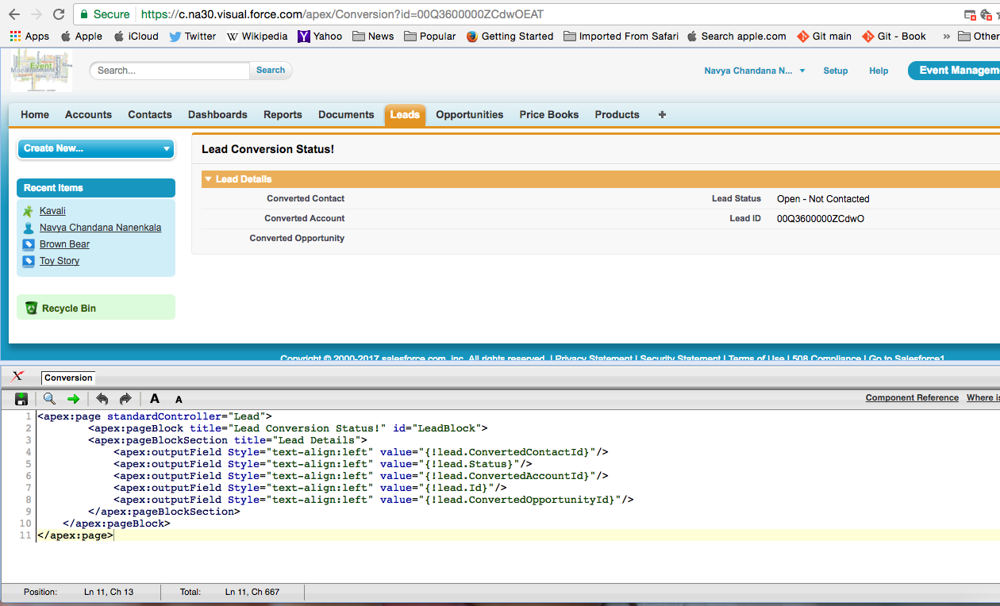 Secure https://c.na30.visual.force.com/apex/Conversion?id=00Q3600000ZCdwOEAT
Apps Apple iCloud Twitter Wikipedia Yahoo News Popular Getting Started Imported From Safari Search apple.com Git main Git - Book » Other
Event
Management
Search... Search Navya Chandana N... Setup Help Event Managem
Home Accounts Contacts Dashboards Reports Documents Leads Opportunities Price Books Products +
Create New...
Recent Items
Kavali
Navya Chandana Nanenkala
Brown Bear
Toy Story
Recycle Bin
Lead Conversion Status!
Lead Details
Converted Contact Lead Status Open - Not Contacted
Converted Account Lead ID 00Q3600000ZCdwO
Converted Opportunity
Copyright © 2000-2017 salesforce.com, inc. All rights reserved. | Privacy Statement | Security Statement | Terms of Use | 508 Compliance | Go to Salesforce1
Conversion
A A Component Reference Where is
1 <apex:page standardController="Lead">
2 <apex:pageBlock title="Lead Conversion Status!" id="LeadBlock">
3 <apex:pageBlockSection title="Lead Details">
4 <apex:outputField Style="text-align:left" value="{!lead.ConvertedContactId}"/>
5 <apex:outputField Style="text-align:left" value="{!lead.Status}"/>
6 <apex:outputField Style="text-align:left" value="{!lead.ConvertedAccountId}"/>
7 <apex:outputField Style="text-align:left" value="{!lead.Id}"/>
8 <apex:outputField Style="text-align:left" value="{!lead.ConvertedOpportunityId}"/>
9 </apex:pageBlockSection>
10 </apex:pageBlock>
11 </apex:page>
Position: Ln 11, Ch 13 Total: Ln 11, Ch 667